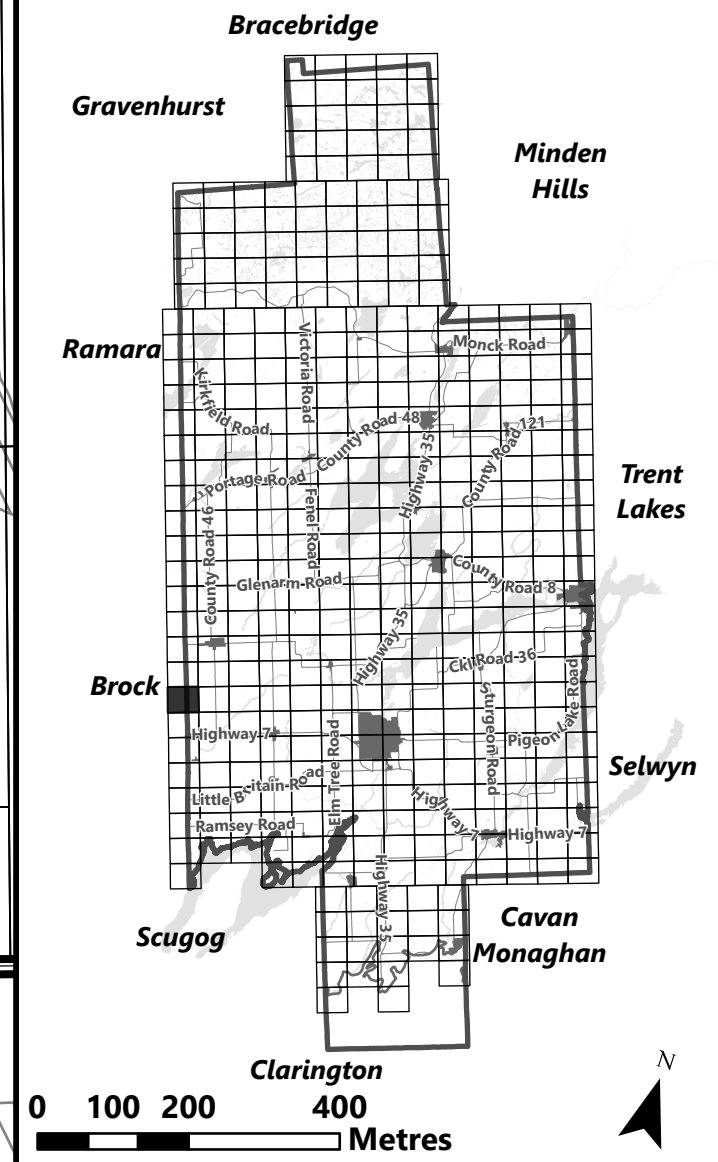 Bracebridge
Gravenhurst
Minden
Hills
Ramara
Monck Road
Victoria Road
Kirkfield Road
County Road 48
County Road 121
Highway 35
Portage Road
Trent
Lakes
Fenel Road
County Road 46
Glenarm Road
County Road 8
Highway 35
Ckl Road 36
Brock
Sturgeon Road
Pigeon Lake Road
Highway 7
Elm Tree Road
Selwyn
Little Britain Road
Ramsey Road
Highway 7
Highway 7
Highway 35
Scugog
Cavan
Monaghan
Clarington
N
0 100 200 400
Metres